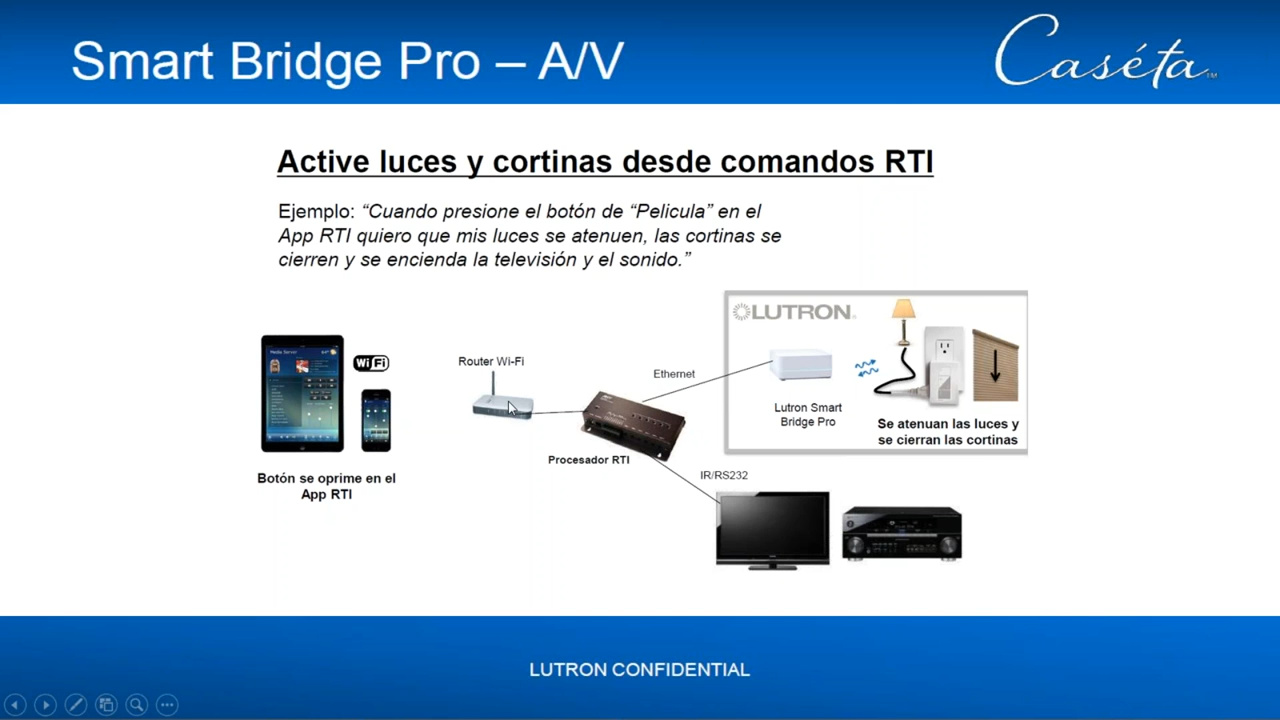 Smart Bridge Pro – A/V
Caséta™
Active luces y cortinas desde comandos RTI
Ejemplo: “Cuando presione el botón de “Pelicula” en el
App RTI quiero que mis luces se atenuen, las cortinas se
cierren y se encienda la televisión y el sonido.”
LUTRON
WiFi
Router Wi-Fi
Ethernet
Lutron Smart
Bridge Pro
Se atenuan las luces y
se cierran las cortinas
Procesador RTI
IR/RS232
Botón se oprime en el
App RTI
LUTRON CONFIDENTIAL